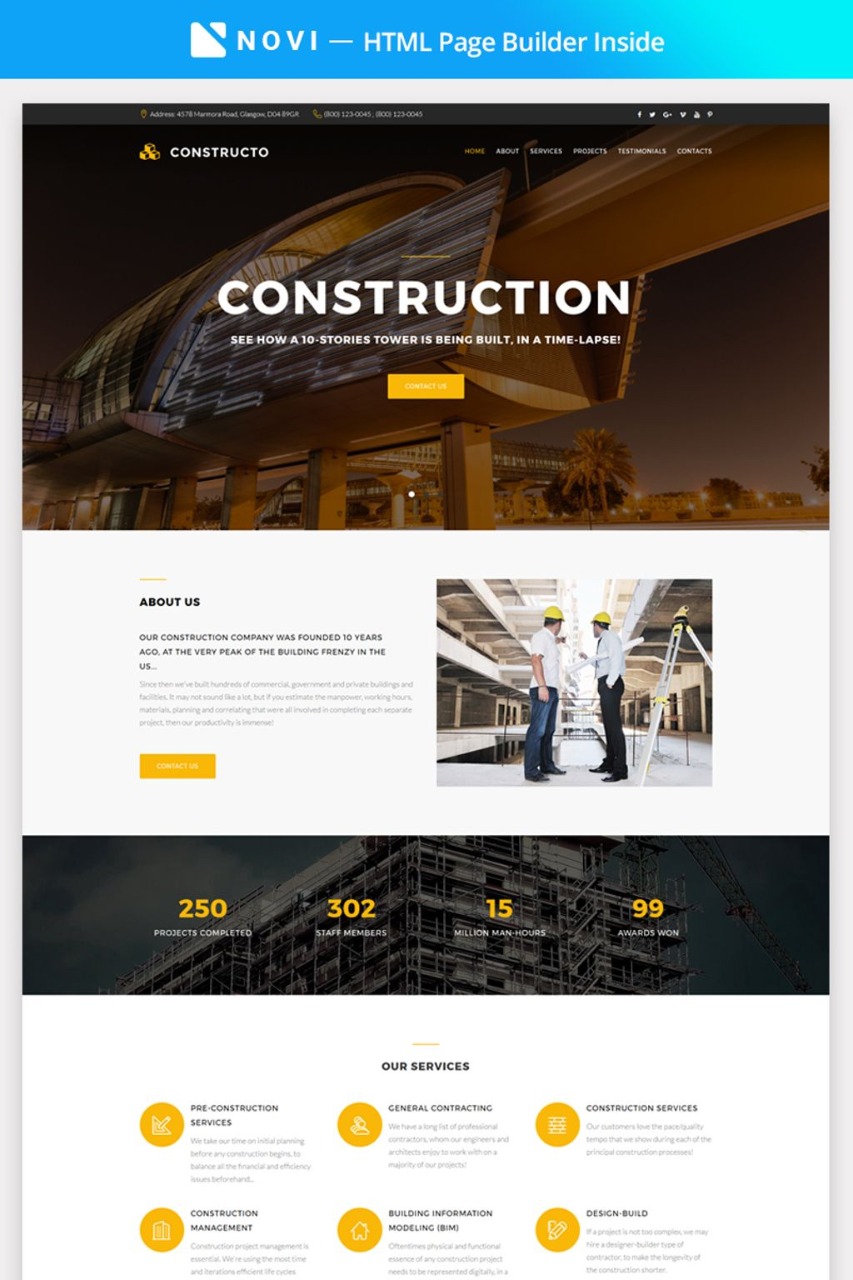 NOVI — HTML Page Builder Inside
Address: 4578 Marmora Road, Glasgow, D04 89GR (800) 123-0045 ; (800) 123-0045
CONSTRUCTO
HOME ABOUT SERVICES PROJECTS TESTIMONIALS CONTACTS
CONSTRUCTION
SEE HOW A 10-STORIES TOWER IS BEING BUILT, IN A TIME-LAPSE!
CONTACT US
ABOUT US
OUR CONSTRUCTION COMPANY WAS FOUNDED 10 YEARS
AGO, AT THE VERY PEAK OF THE BUILDING FRENZY IN THE
US...
Since then we've built hundreds of commercial, government and private buildings and
facilities. It may not sound like a lot, but if you estimate the manpower, working hours,
materials, planning and correlating that were all involved in completing each separate
project, then our productivity is immense!
CONTACT US
250 302 15 99
PROJECTS COMPLETED STAFF MEMBERS MILLION MAN-HOURS AWARDS WON
OUR SERVICES
PRE-CONSTRUCTION
SERVICES
We take our time on initial planning
before any construction begins, to
balance all the financial and efficiency
issues beforehand...
GENERAL CONTRACTING
We have a long list of professional
contractors, whom our engineers and
architects enjoy to work with on a
majority of our projects!
CONSTRUCTION SERVICES
Our customers love the pace/quality
tempo that we show during each of the
principal construction processes!
CONSTRUCTION
MANAGEMENT
Construction project management is
essential. We're using the most time
and iterations efficient life cycles
BUILDING INFORMATION
MODELING (BIM)
Oftentimes physical and functional
essence of any construction project
needs to be represented digitally, in a
DESIGN-BUILD
If a project is not too complex, we may
hire a designer-builder type of
contractor, to make the longevity of
the construction shorter.